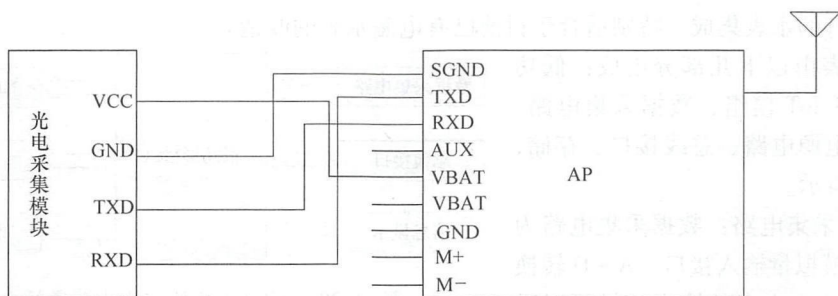 光电采集模块
VCC
GND
TXD
RXD
SGND
TXD
RXD
AUX
VBAT
VBAT
GND
M+
M−
AP